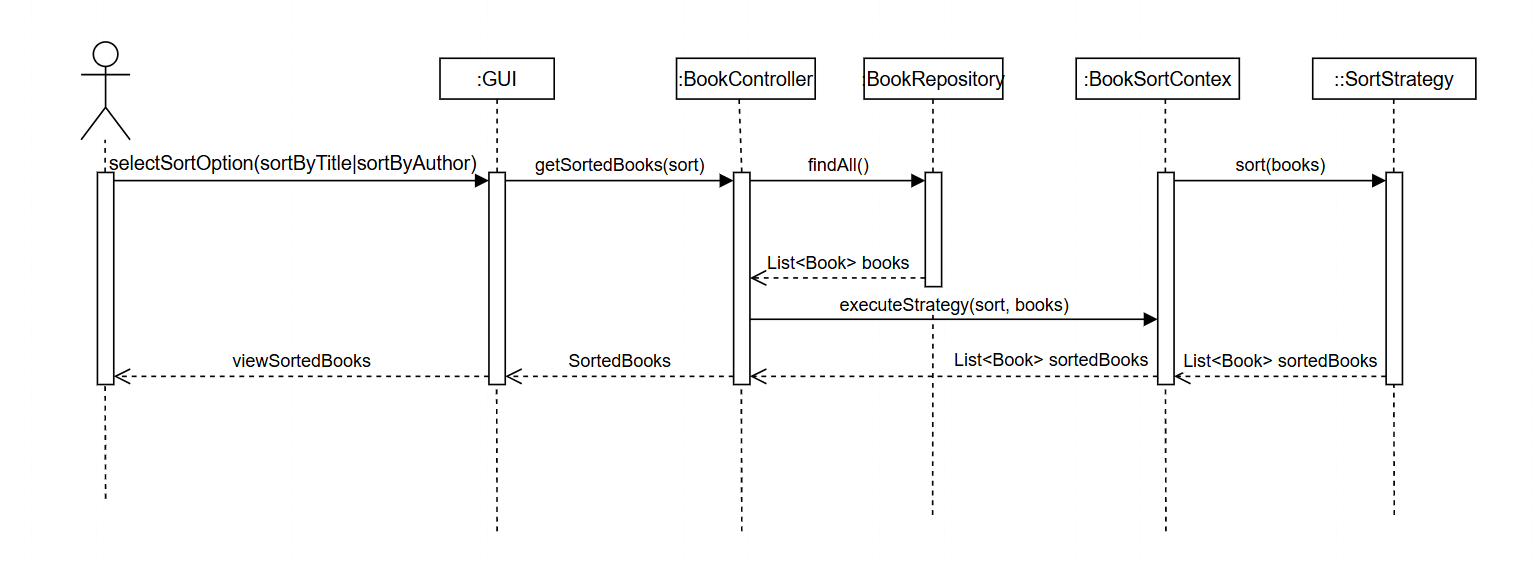 :GUI
:BookController
:BookRepository
:BookSortContex
::SortStrategy
selectSortOption(sortByTitle|sortByAuthor)
getSortedBooks(sort)
findAll()
sort(books)
List<Book> books
executeStrategy(sort, books)
viewSortedBooks
SortedBooks
List<Book> sortedBooks
List<Book> sortedBooks